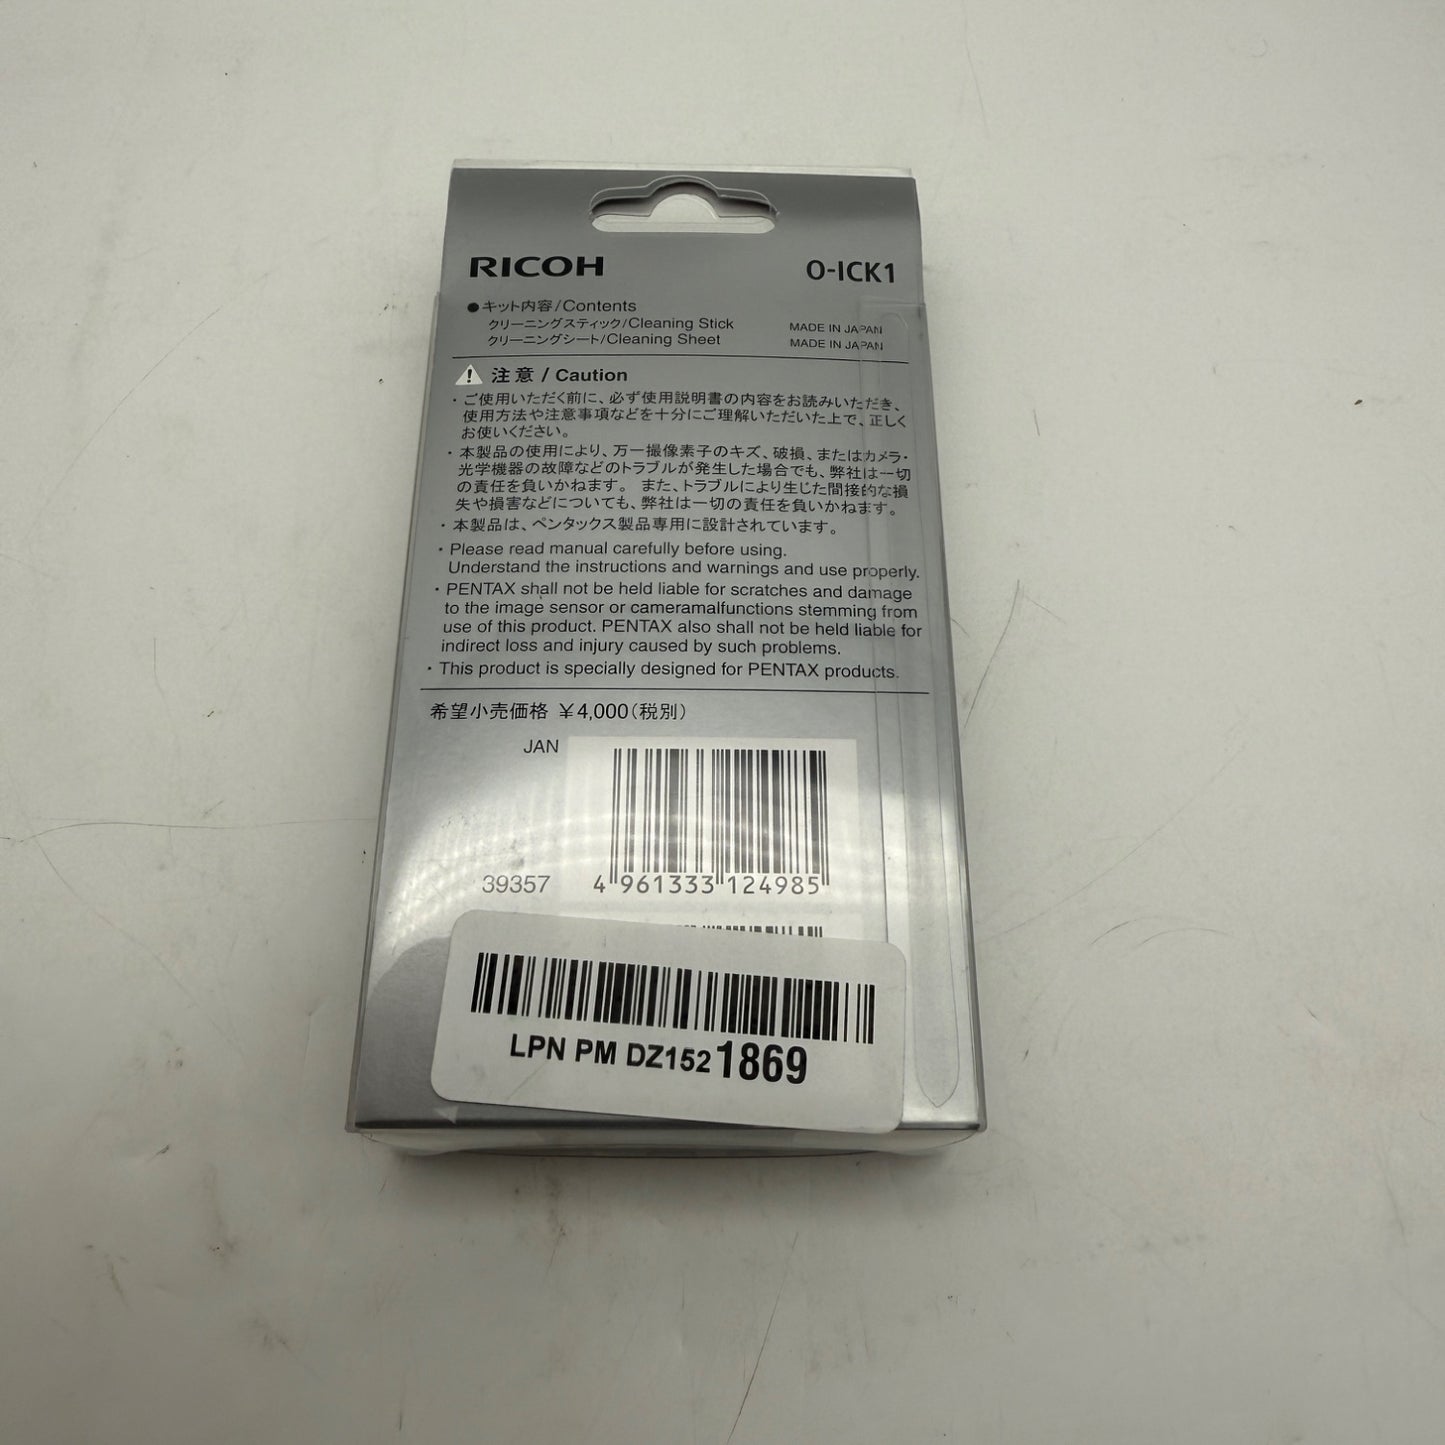 RICOH O-ICK1
●キット内容/Contents
クリーニングスティック/Cleaning Stick MADE IN JAPAN
クリーニングシート/Cleaning Sheet MADE IN JAPAN
注意 / Caution
・ご使用いただく前に、必ず使用説明書の内容をお読みいただき、
使用方法や注意事項などを十分にご理解いただいた上で、正しく
お使いください。
・本製品の使用により、万一撮像素子のキズ、破損、またはカメラ・
光学機器の故障などのトラブルが発生した場合でも、弊社は一切
の責任を負いかねます。また、トラブルにより生じた間接的な損
失や損害などについても、弊社は一切の責任を負いかねます。
・本製品は、ペンタックス製品専用に設計されています。
・Please read manual carefully before using.
Understand the instructions and warnings and use properly.
・PENTAX shall not be held liable for scratches and damage
to the image sensor or cameramalfunctions stemming from
use of this product. PENTAX also shall not be held liable for
indirect loss and injury caused by such problems.
・This product is specially designed for PENTAX products.
希望小売価格 ¥4,000(税別)
JAN
39357 4 961333 124985
LPN PM DZ152 1869